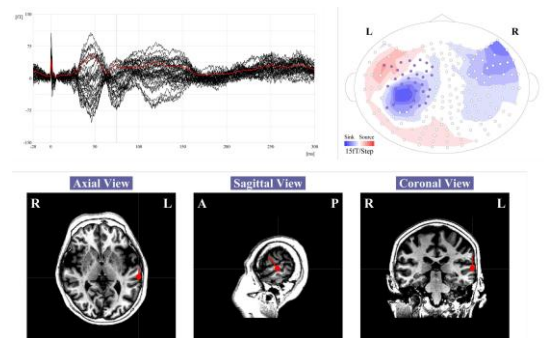 [fT]
100
50
0
-50
-100
-20
0
50
100
150
200
250
300
[ms]
L
R
Sink Source
15fT/Step
Axial View
Sagittal View
Coronal View
R
L
A
P
R
L